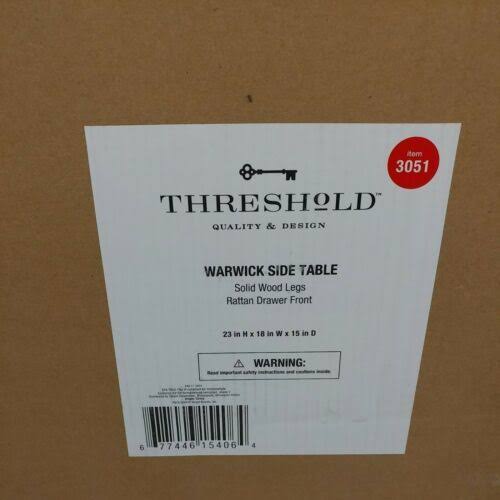 item
3051
THRESHOLD™
QUALITY & DESIGN
WARWICK SIDE TABLE
Solid Wood Legs
Rattan Drawer Front
23 in H x 18 in W x 15 in D
WARNING:
Read important safety instructions and cautions inside.
6 77446 15406 4